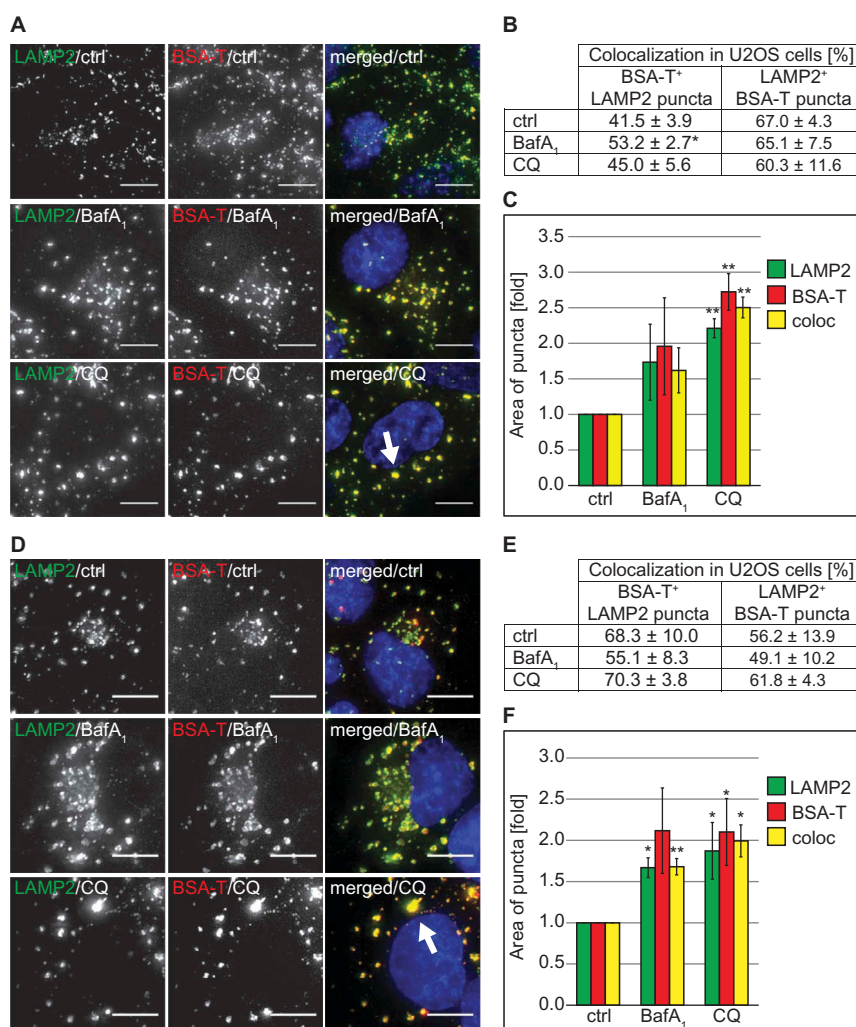 A
LAMP2/ctrl
BSA-T/ctrl
merged/ctrl
LAMP2/BafA₁
BSA-T/BafA₁
merged/BafA₁
LAMP2/CQ
BSA-T/CQ
merged/CQ
B
Colocalization in U2OS cells [%]
BSA-T⁺ LAMP2⁺
LAMP2 puncta BSA-T puncta
ctrl 41.5 ± 3.9 67.0 ± 4.3
BafA₁ 53.2 ± 2.7* 65.1 ± 7.5
CQ 45.0 ± 5.6 60.3 ± 11.6
C
Area of puncta [fold]
3.5
3.0
2.5
2.0
1.5
1.0
0.5
0.0
** ** **
ctrl BafA₁ CQ
LAMP2
BSA-T
coloc
D
LAMP2/ctrl
BSA-T/ctrl
merged/ctrl
LAMP2/BafA₁
BSA-T/BafA₁
merged/BafA₁
LAMP2/CQ
BSA-T/CQ
merged/CQ
E
Colocalization in U2OS cells [%]
BSA-T⁺ LAMP2⁺
LAMP2 puncta BSA-T puncta
ctrl 68.3 ± 10.0 56.2 ± 13.9
BafA₁ 55.1 ± 8.3 49.1 ± 10.2
CQ 70.3 ± 3.8 61.8 ± 4.3
F
Area of puncta [fold]
3.0
2.5
2.0
1.5
1.0
0.5
0.0
* ** * * *
ctrl BafA₁ CQ
LAMP2
BSA-T
coloc